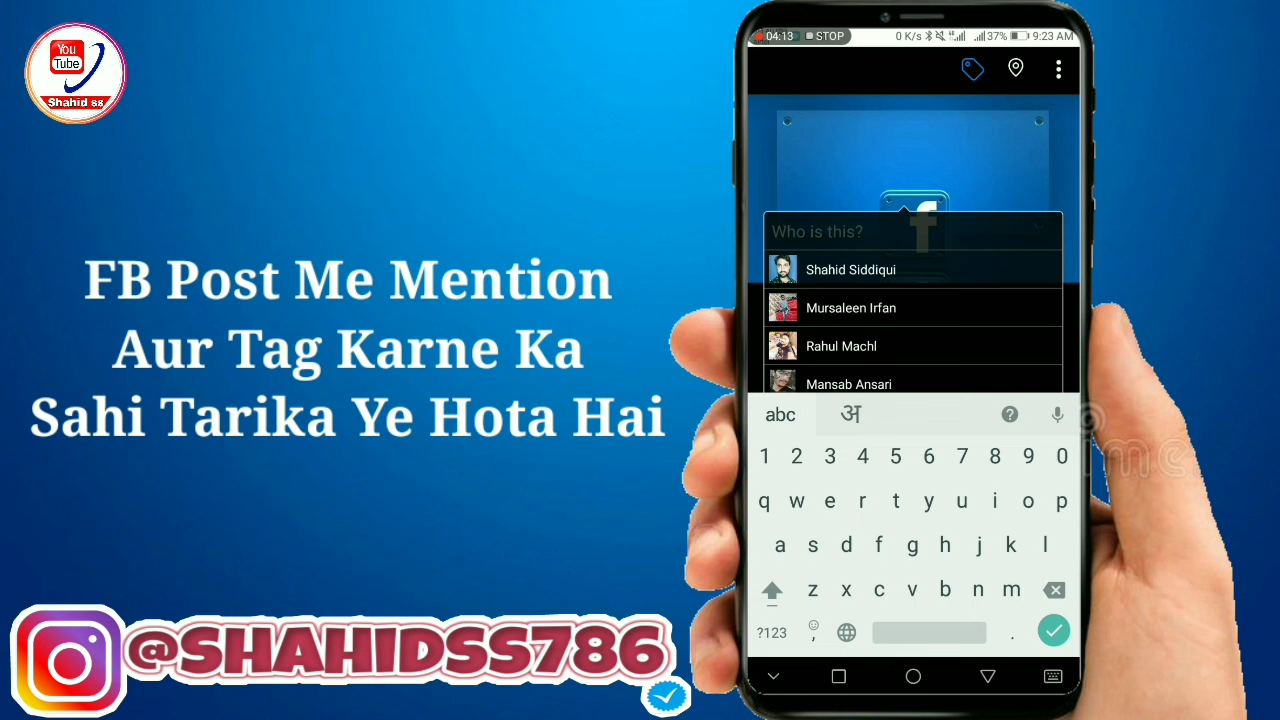 You
Tube
Shahid ss
FB Post Me Mention
Aur Tag Karne Ka
Sahi Tarika Ye Hota Hai
@SHAHIDSS786
04:13 STOP 0 K/s 37% 9:23 AM
f
Who is this?
Shahid Siddiqui
Mursaleen Irfan
Rahul Machl
Mansab Ansari
abc अ ?
1 2 3 4 5 6 7 8 9 0
q w e r t y u i o p
a s d f g h j k l
z x c v b n m
?123 , .